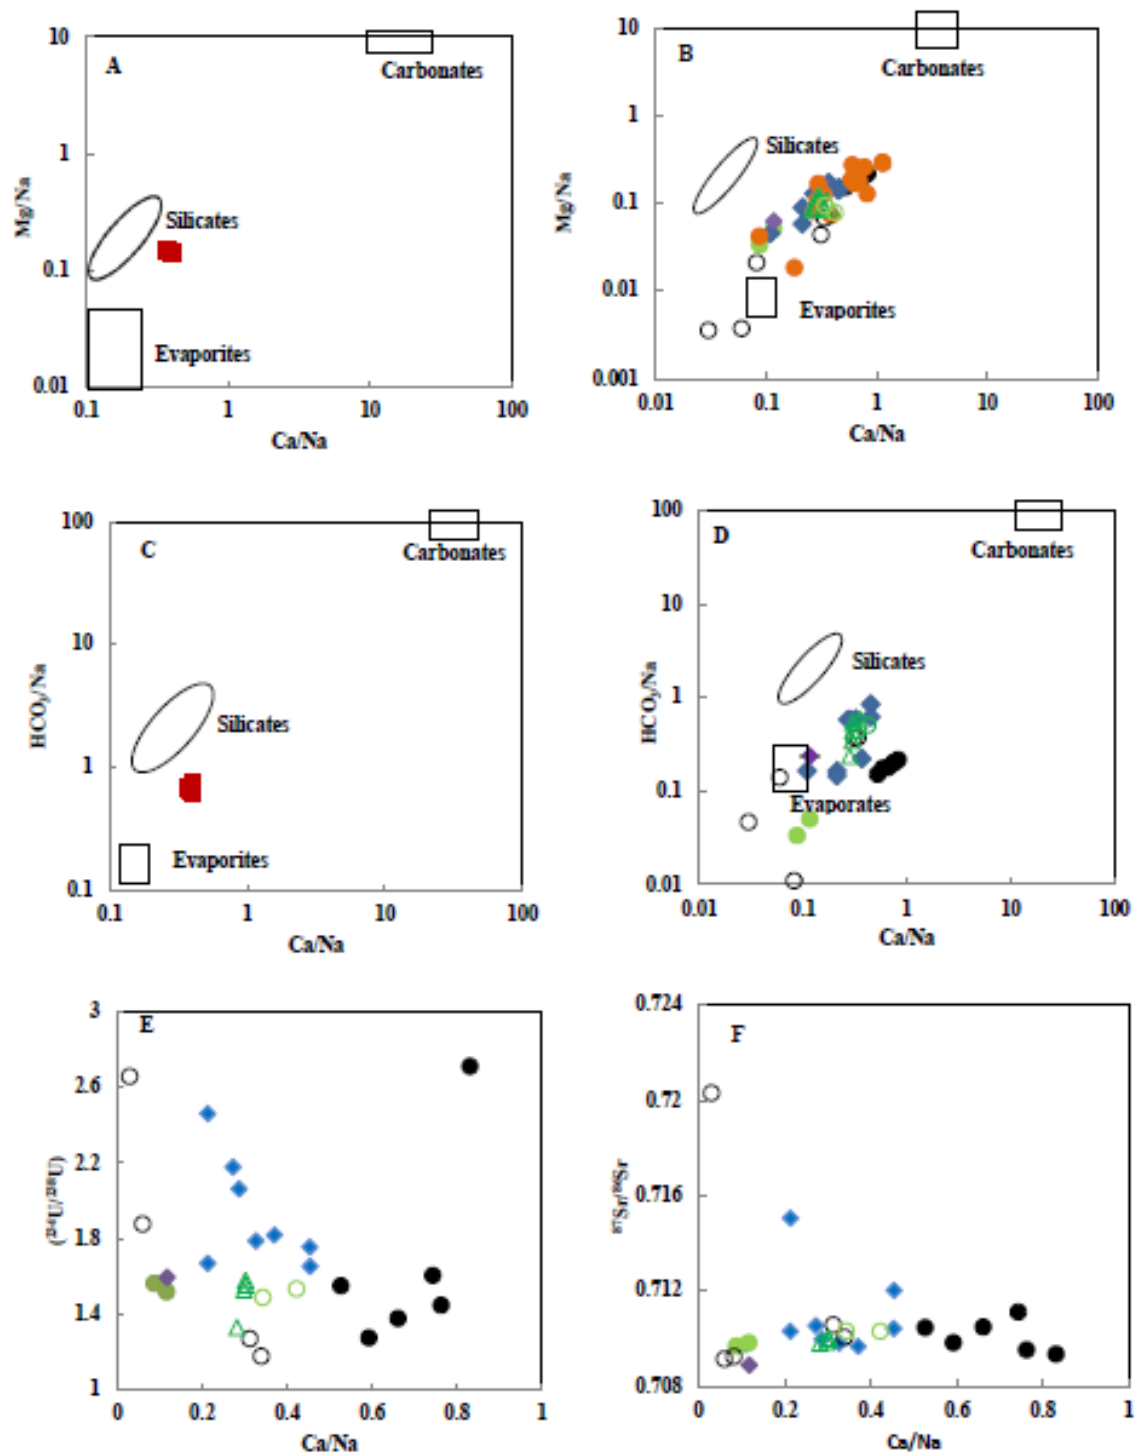 A
10
1
0.1
0.01
Mg/Na
Carbonates
Silicates
Evaporites
0.1
1
10
100
Ca/Na
B
10
1
0.1
0.01
0.001
Mg/Na
Carbonates
Silicates
Evaporites
0.01
0.1
1
10
100
Ca/Na
C
100
10
1
0.1
HCO₃/Na
Carbonates
Silicates
Evaporites
0.1
1
10
100
Ca/Na
D
100
10
1
0.1
0.01
HCO₃/Na
Carbonates
Silicates
Evaporates
0.01
0.1
1
10
100
Ca/Na
E
3
2.6
2.2
1.8
1.4
1
(²³⁴U/²³⁸U)
0
0.2
0.4
0.6
0.8
1
Ca/Na
F
0.724
0.72
0.716
0.712
0.708
⁸⁷Sr/⁸⁶Sr
0
0.2
0.4
0.6
0.8
1
Ca/Na